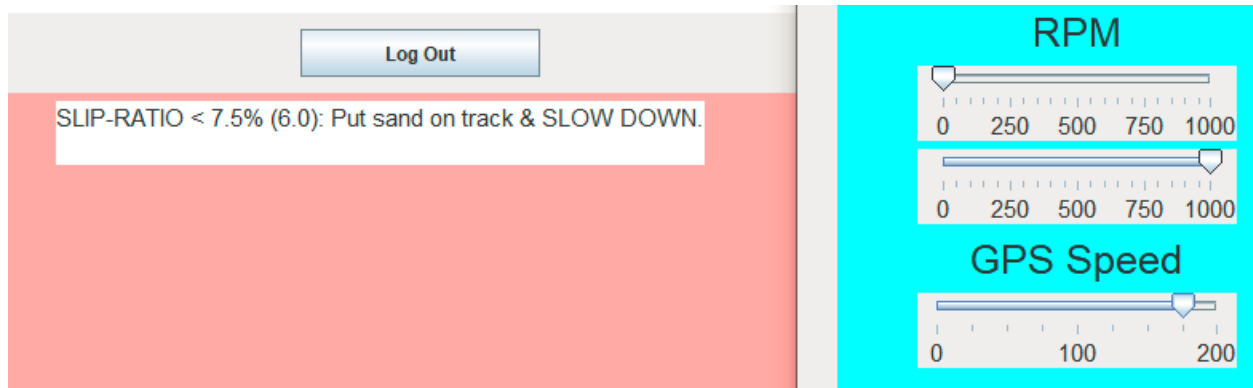 Log Out
SLIP-RATIO < 7.5% (6.0): Put sand on track & SLOW DOWN.
RPM
0 250 500 750 1000
0 250 500 750 1000
GPS Speed
0 100 200